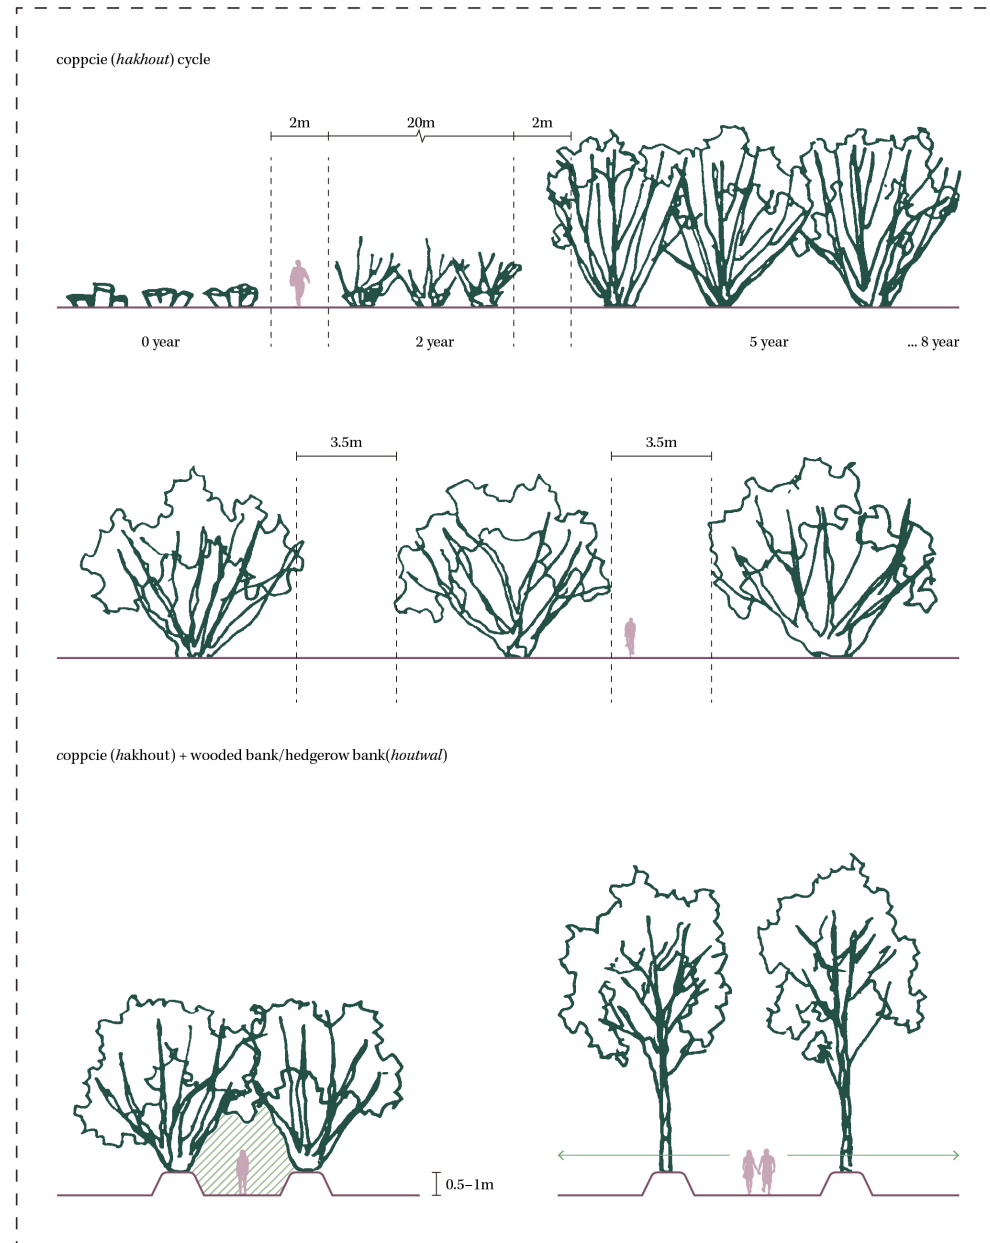 coppcie (hakhout) cycle
2m 20m 2m
0 year 2 year 5 year ... 8 year
3.5m 3.5m
coppcie (hakhout) + wooded bank/hedgerow bank(houtwal)
0.5–1m